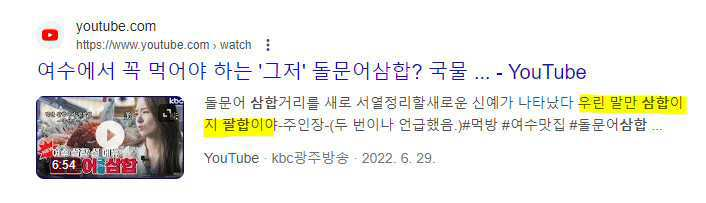 youtube.com
https://www.youtube.com › watch
여수에서 꼭 먹어야 하는 '그저' 돌문어삼합? 국물 ... - YouTube
돌문어 삼합거리를 새로 서열정리할새로운 신예가 나타났다 우린 말만 삼합이
지 팔합이야-주인장-(두 번이나 언급했음.)#먹방 #여수맛집 #돌문어삼합 ...
kbc
6:54
YouTube · kbc광주방송 · 2022. 6. 29.